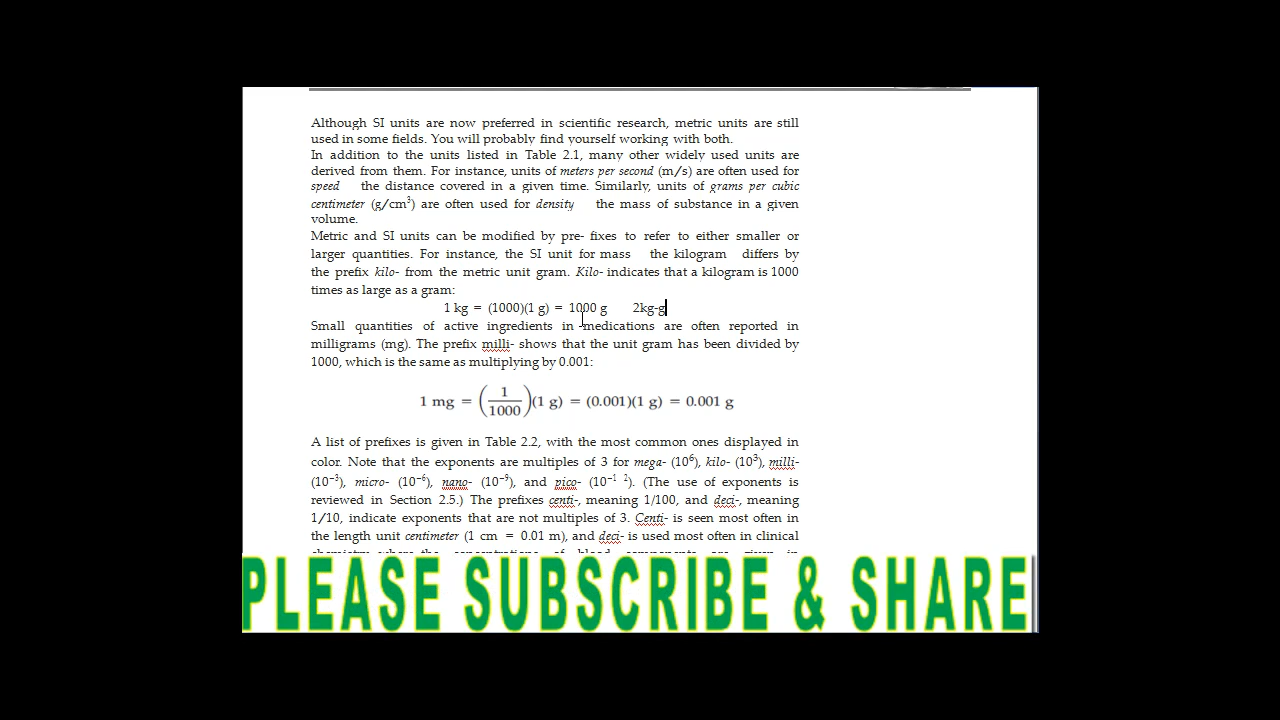 Although SI units are now preferred in scientific research, metric units are still
used in some fields. You will probably find yourself working with both.
In addition to the units listed in Table 2.1, many other widely used units are
derived from them. For instance, units of meters per second (m/s) are often used for
speed the distance covered in a given time. Similarly, units of grams per cubic
centimeter (g/cm³) are often used for density the mass of substance in a given
volume.
Metric and SI units can be modified by pre- fixes to refer to either smaller or
larger quantities. For instance, the SI unit for mass the kilogram differs by
the prefix kilo- from the metric unit gram. Kilo- indicates that a kilogram is 1000
times as large as a gram:
1 kg = (1000)(1 g) = 1000 g 2kg-g
Small quantities of active ingredients in medications are often reported in
milligrams (mg). The prefix milli- shows that the unit gram has been divided by
1000, which is the same as multiplying by 0.001:
1 mg = (1/1000)(1 g) = (0.001)(1 g) = 0.001 g
A list of prefixes is given in Table 2.2, with the most common ones displayed in
color. Note that the exponents are multiples of 3 for mega- (10⁶), kilo- (10³), milli-
(10⁻³), micro- (10⁻⁶), nano- (10⁻⁹), and pico- (10⁻¹ ²). (The use of exponents is
reviewed in Section 2.5.) The prefixes centi-, meaning 1/100, and deci-, meaning
1/10, indicate exponents that are not multiples of 3. Centi- is seen most often in
the length unit centimeter (1 cm = 0.01 m), and deci- is used most often in clinical
PLEASE SUBSCRIBE & SHARE